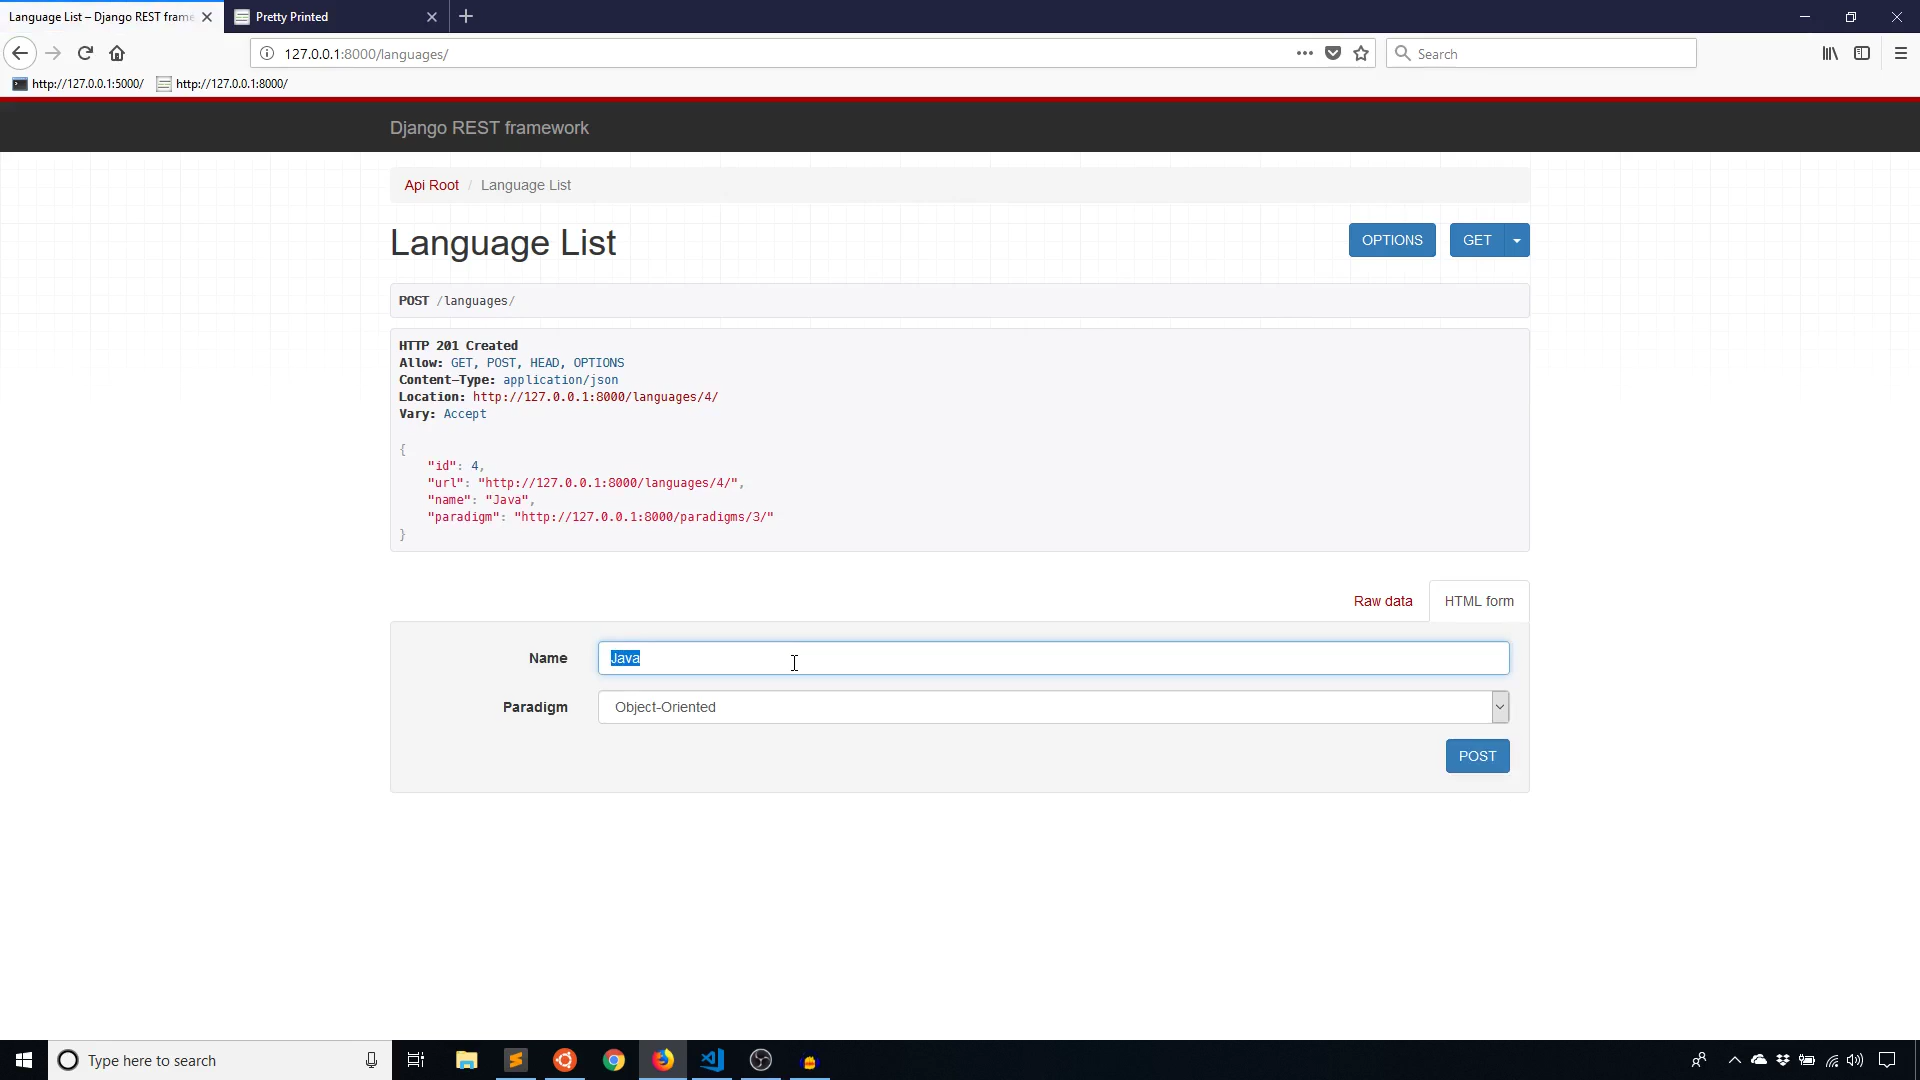 Language List – Django REST frame
Pretty Printed
127.0.0.1:8000/languages/
Search
http://127.0.0.1:5000/
http://127.0.0.1:8000/
Django REST framework
Api Root / Language List
Language List
OPTIONS
GET
POST /languages/
HTTP 201 Created
Allow: GET, POST, HEAD, OPTIONS
Content-Type: application/json
Location: http://127.0.0.1:8000/languages/4/
Vary: Accept
{
"id": 4,
"url": "http://127.0.0.1:8000/languages/4/",
"name": "Java",
"paradigm": "http://127.0.0.1:8000/paradigms/3/"
}
Raw data
HTML form
Name
Java
Paradigm
Object-Oriented
POST
Type here to search